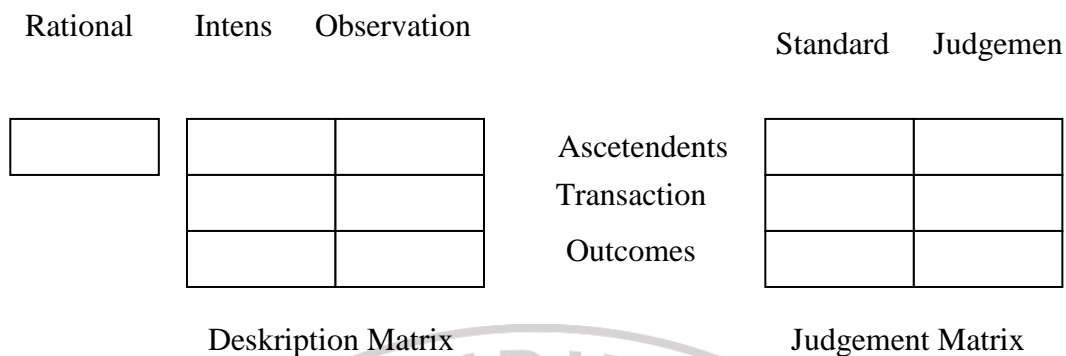 Rational Intens Observation
Standard Judgemen
Ascetendents
Transaction
Outcomes
Deskription Matrix Judgement Matrix